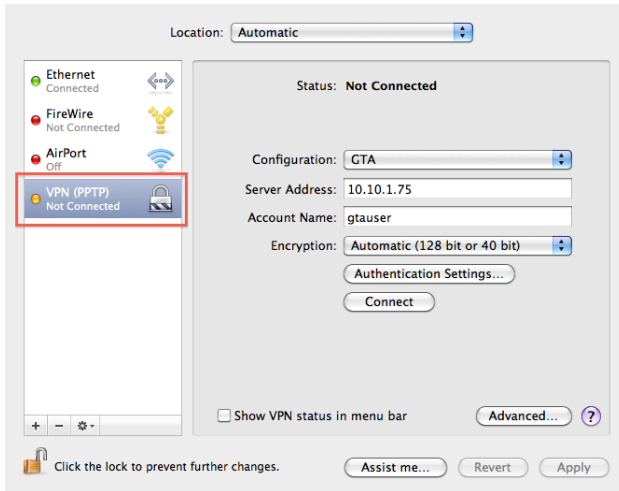 Location: Automatic
Ethernet
Connected
FireWire
Not Connected
AirPort
Off
VPN (PPTP)
Not Connected
+ −
Status: Not Connected
Configuration: GTA
Server Address: 10.10.1.75
Account Name: gtauser
Encryption: Automatic (128 bit or 40 bit)
Authentication Settings...
Connect
Show VPN status in menu bar Advanced... ?
Click the lock to prevent further changes. Assist me... Revert Apply